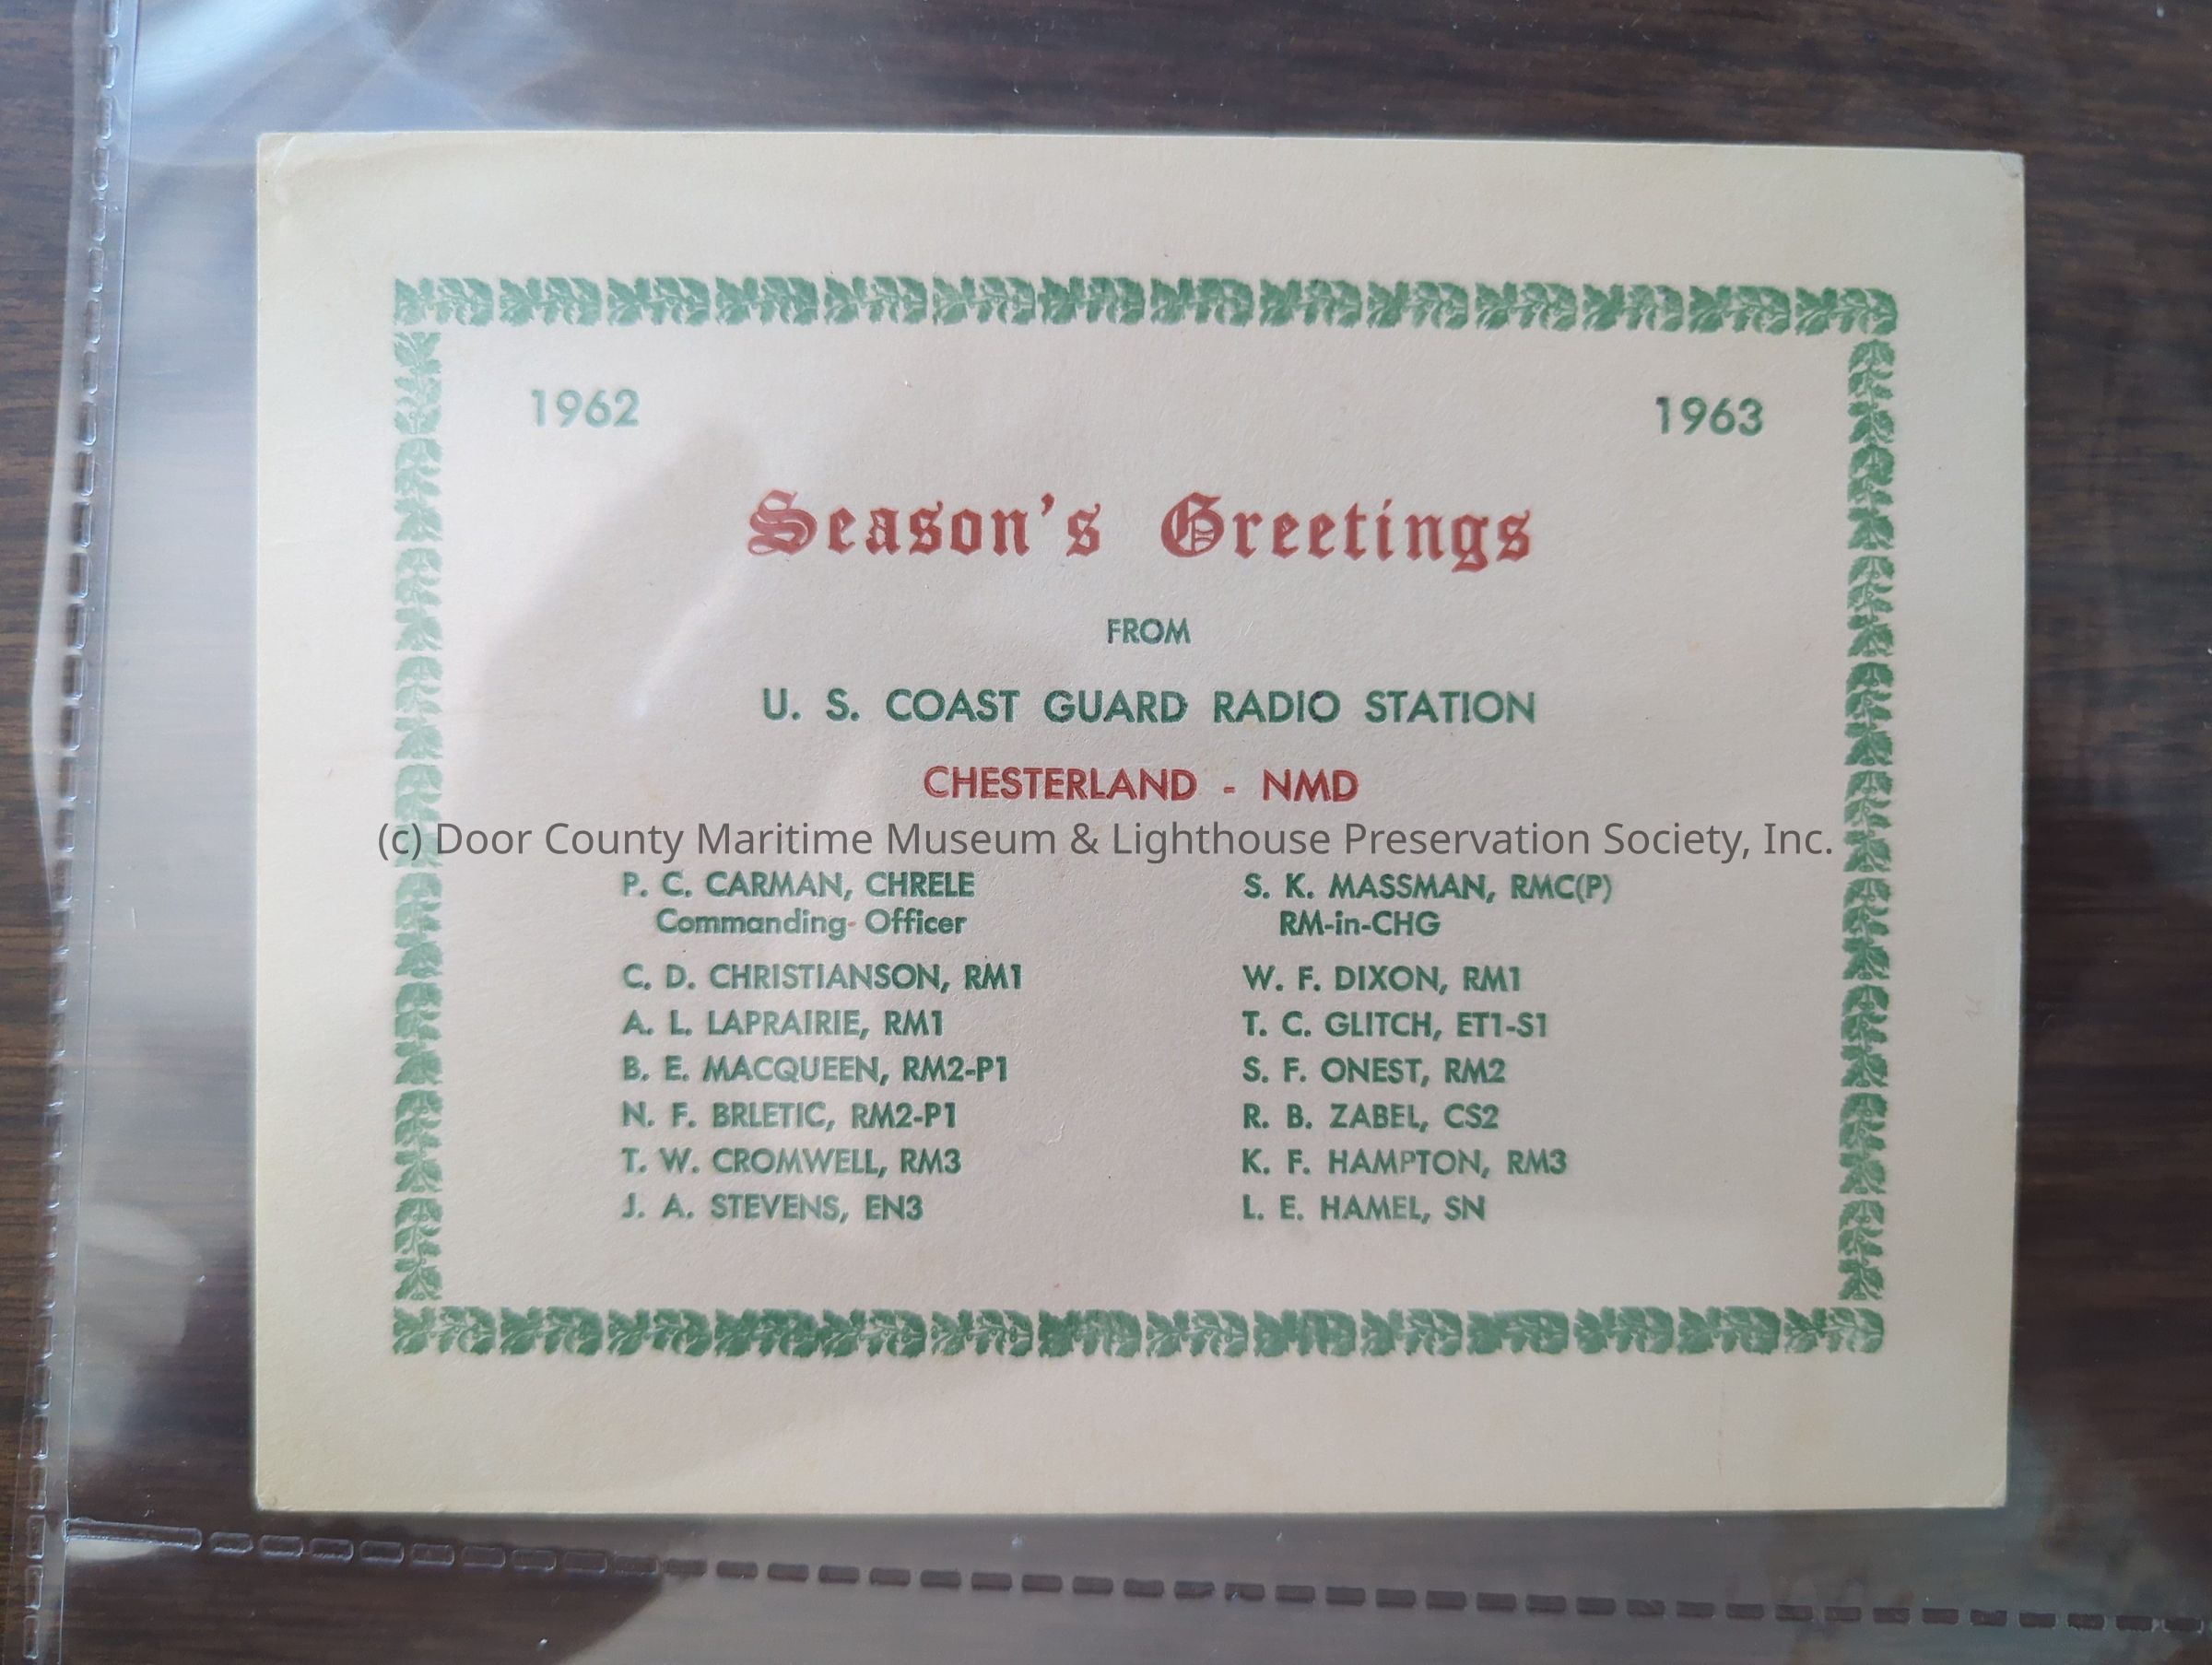 1962 1963
Season's Greetings
FROM
U. S. COAST GUARD RADIO STATION
CHESTERLAND - NMD
(c) Door County Maritime Museum & Lighthouse Preservation Society, Inc.
P. C. CARMAN, CHRELE
Commanding Officer
C. D. CHRISTIANSON, RM1
A. L. LAPRAIRIE, RM1
B. E. MACQUEEN, RM2-P1
N. F. BRLETIC, RM2-P1
T. W. CROMWELL, RM3
J. A. STEVENS, EN3
S. K. MASSMAN, RMC(P)
RM-in-CHG
W. F. DIXON, RM1
T. C. GLITCH, ET1-S1
S. F. ONEST, RM2
R. B. ZABEL, CS2
K. F. HAMPTON, RM3
L. E. HAMEL, SN